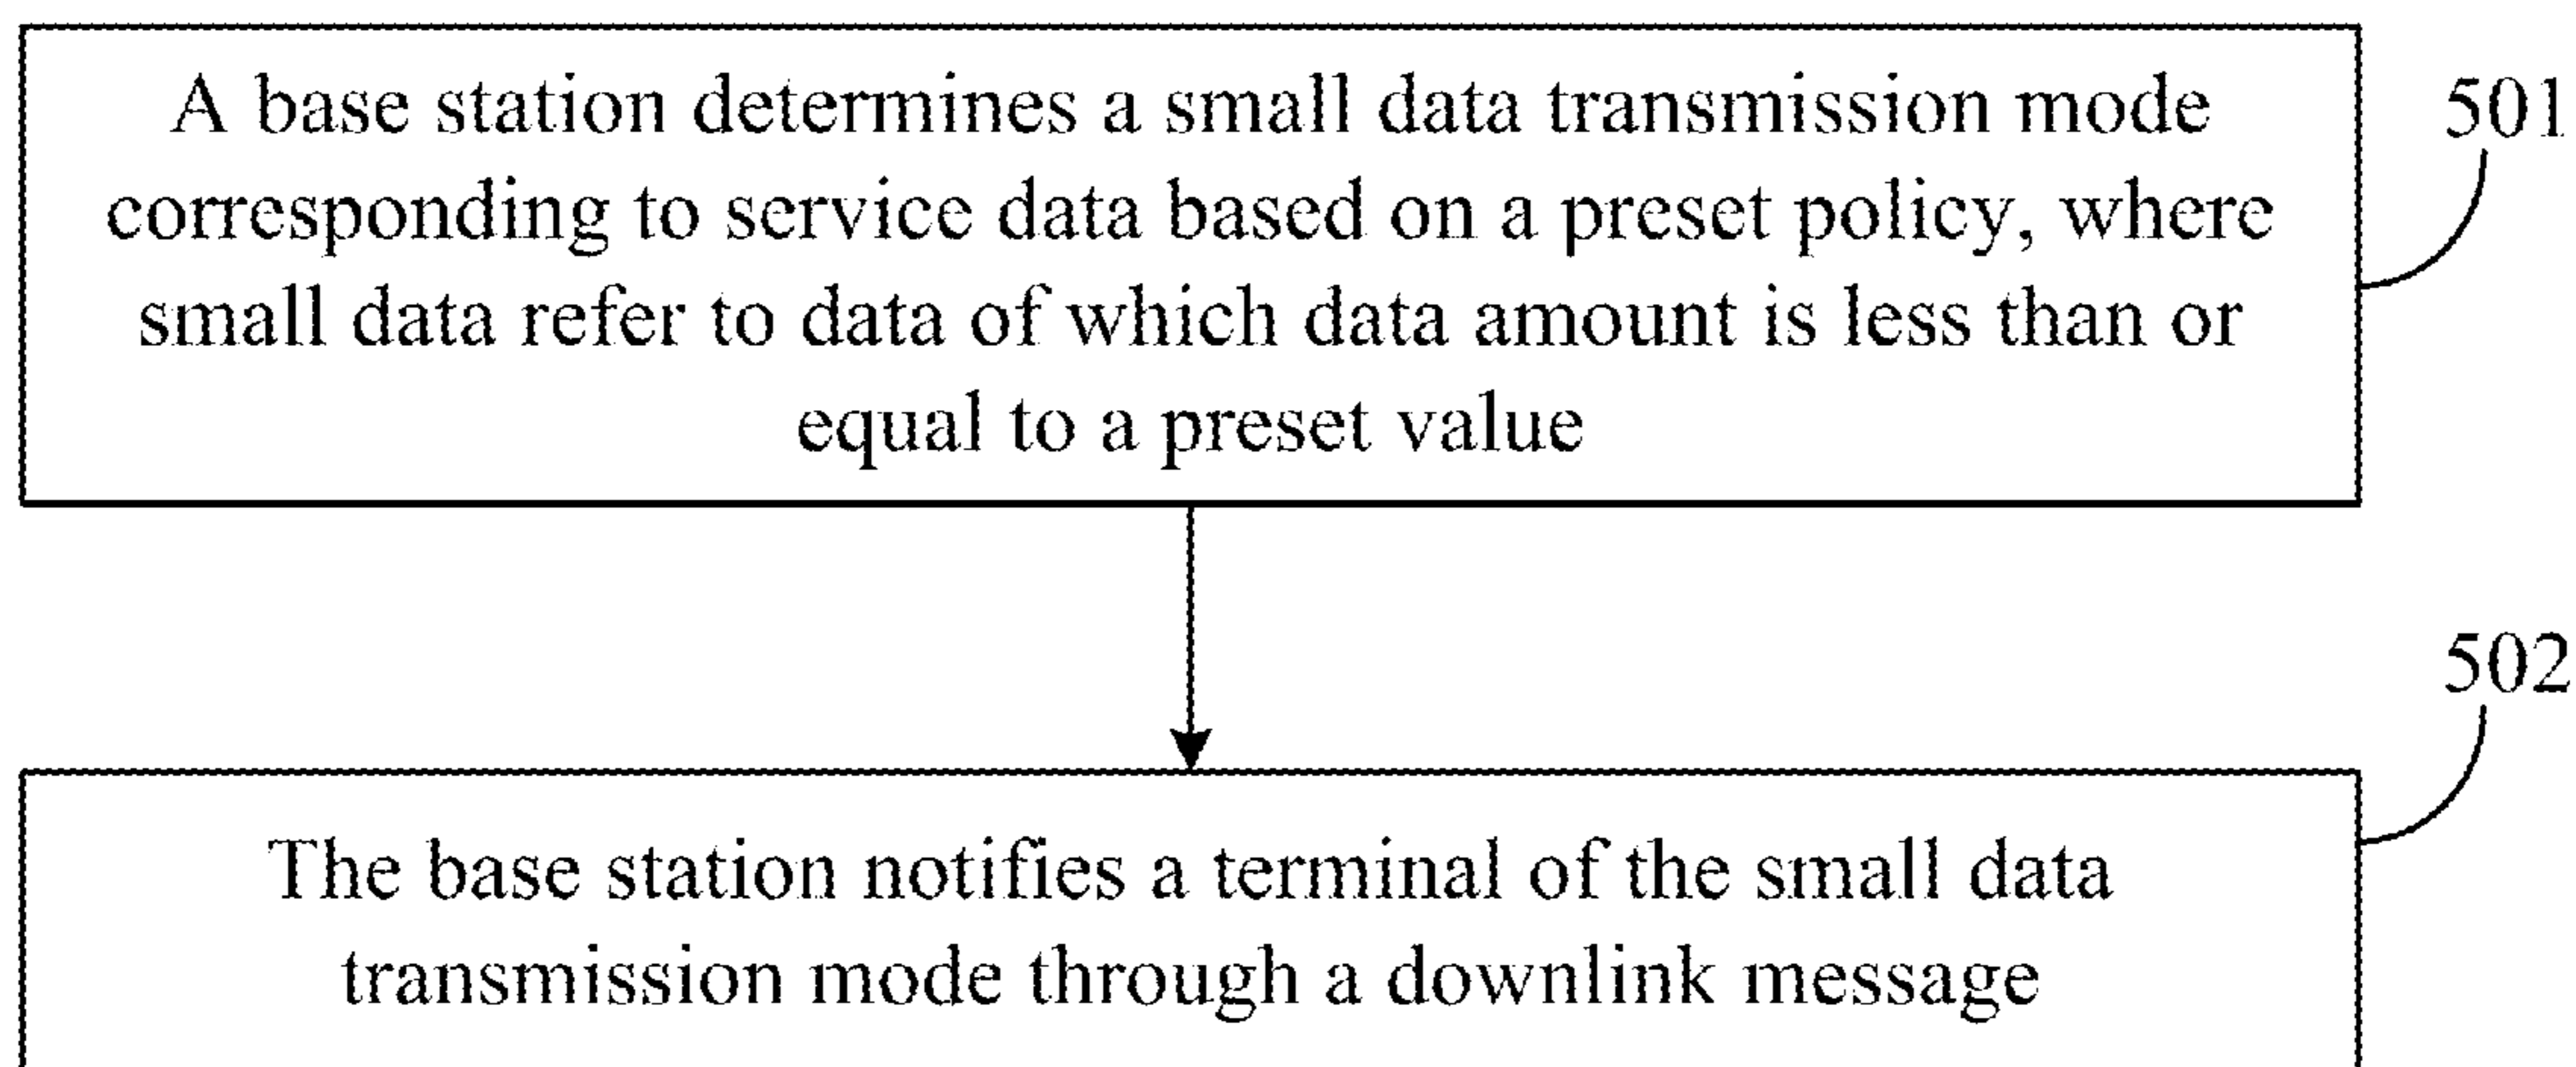 A base station determines a small data transmission mode
corresponding to service data based on a preset policy, where
small data refer to data of which data amount is less than or
equal to a preset value
501
502
The base station notifies a terminal of the small data
transmission mode through a downlink message